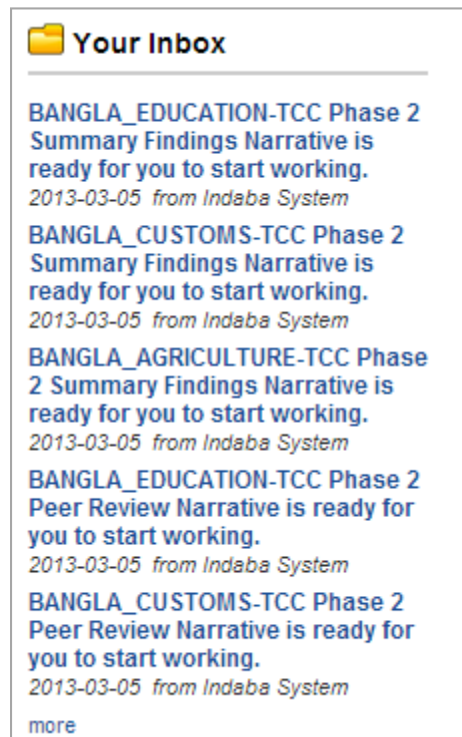 Your Inbox
BANGLA_EDUCATION-TCC Phase 2
Summary Findings Narrative is
ready for you to start working.
2013-03-05 from Indaba System
BANGLA_CUSTOMS-TCC Phase 2
Summary Findings Narrative is
ready for you to start working.
2013-03-05 from Indaba System
BANGLA_AGRICULTURE-TCC Phase
2 Summary Findings Narrative is
ready for you to start working.
2013-03-05 from Indaba System
BANGLA_EDUCATION-TCC Phase 2
Peer Review Narrative is ready for
you to start working.
2013-03-05 from Indaba System
BANGLA_CUSTOMS-TCC Phase 2
Peer Review Narrative is ready for
you to start working.
2013-03-05 from Indaba System
more